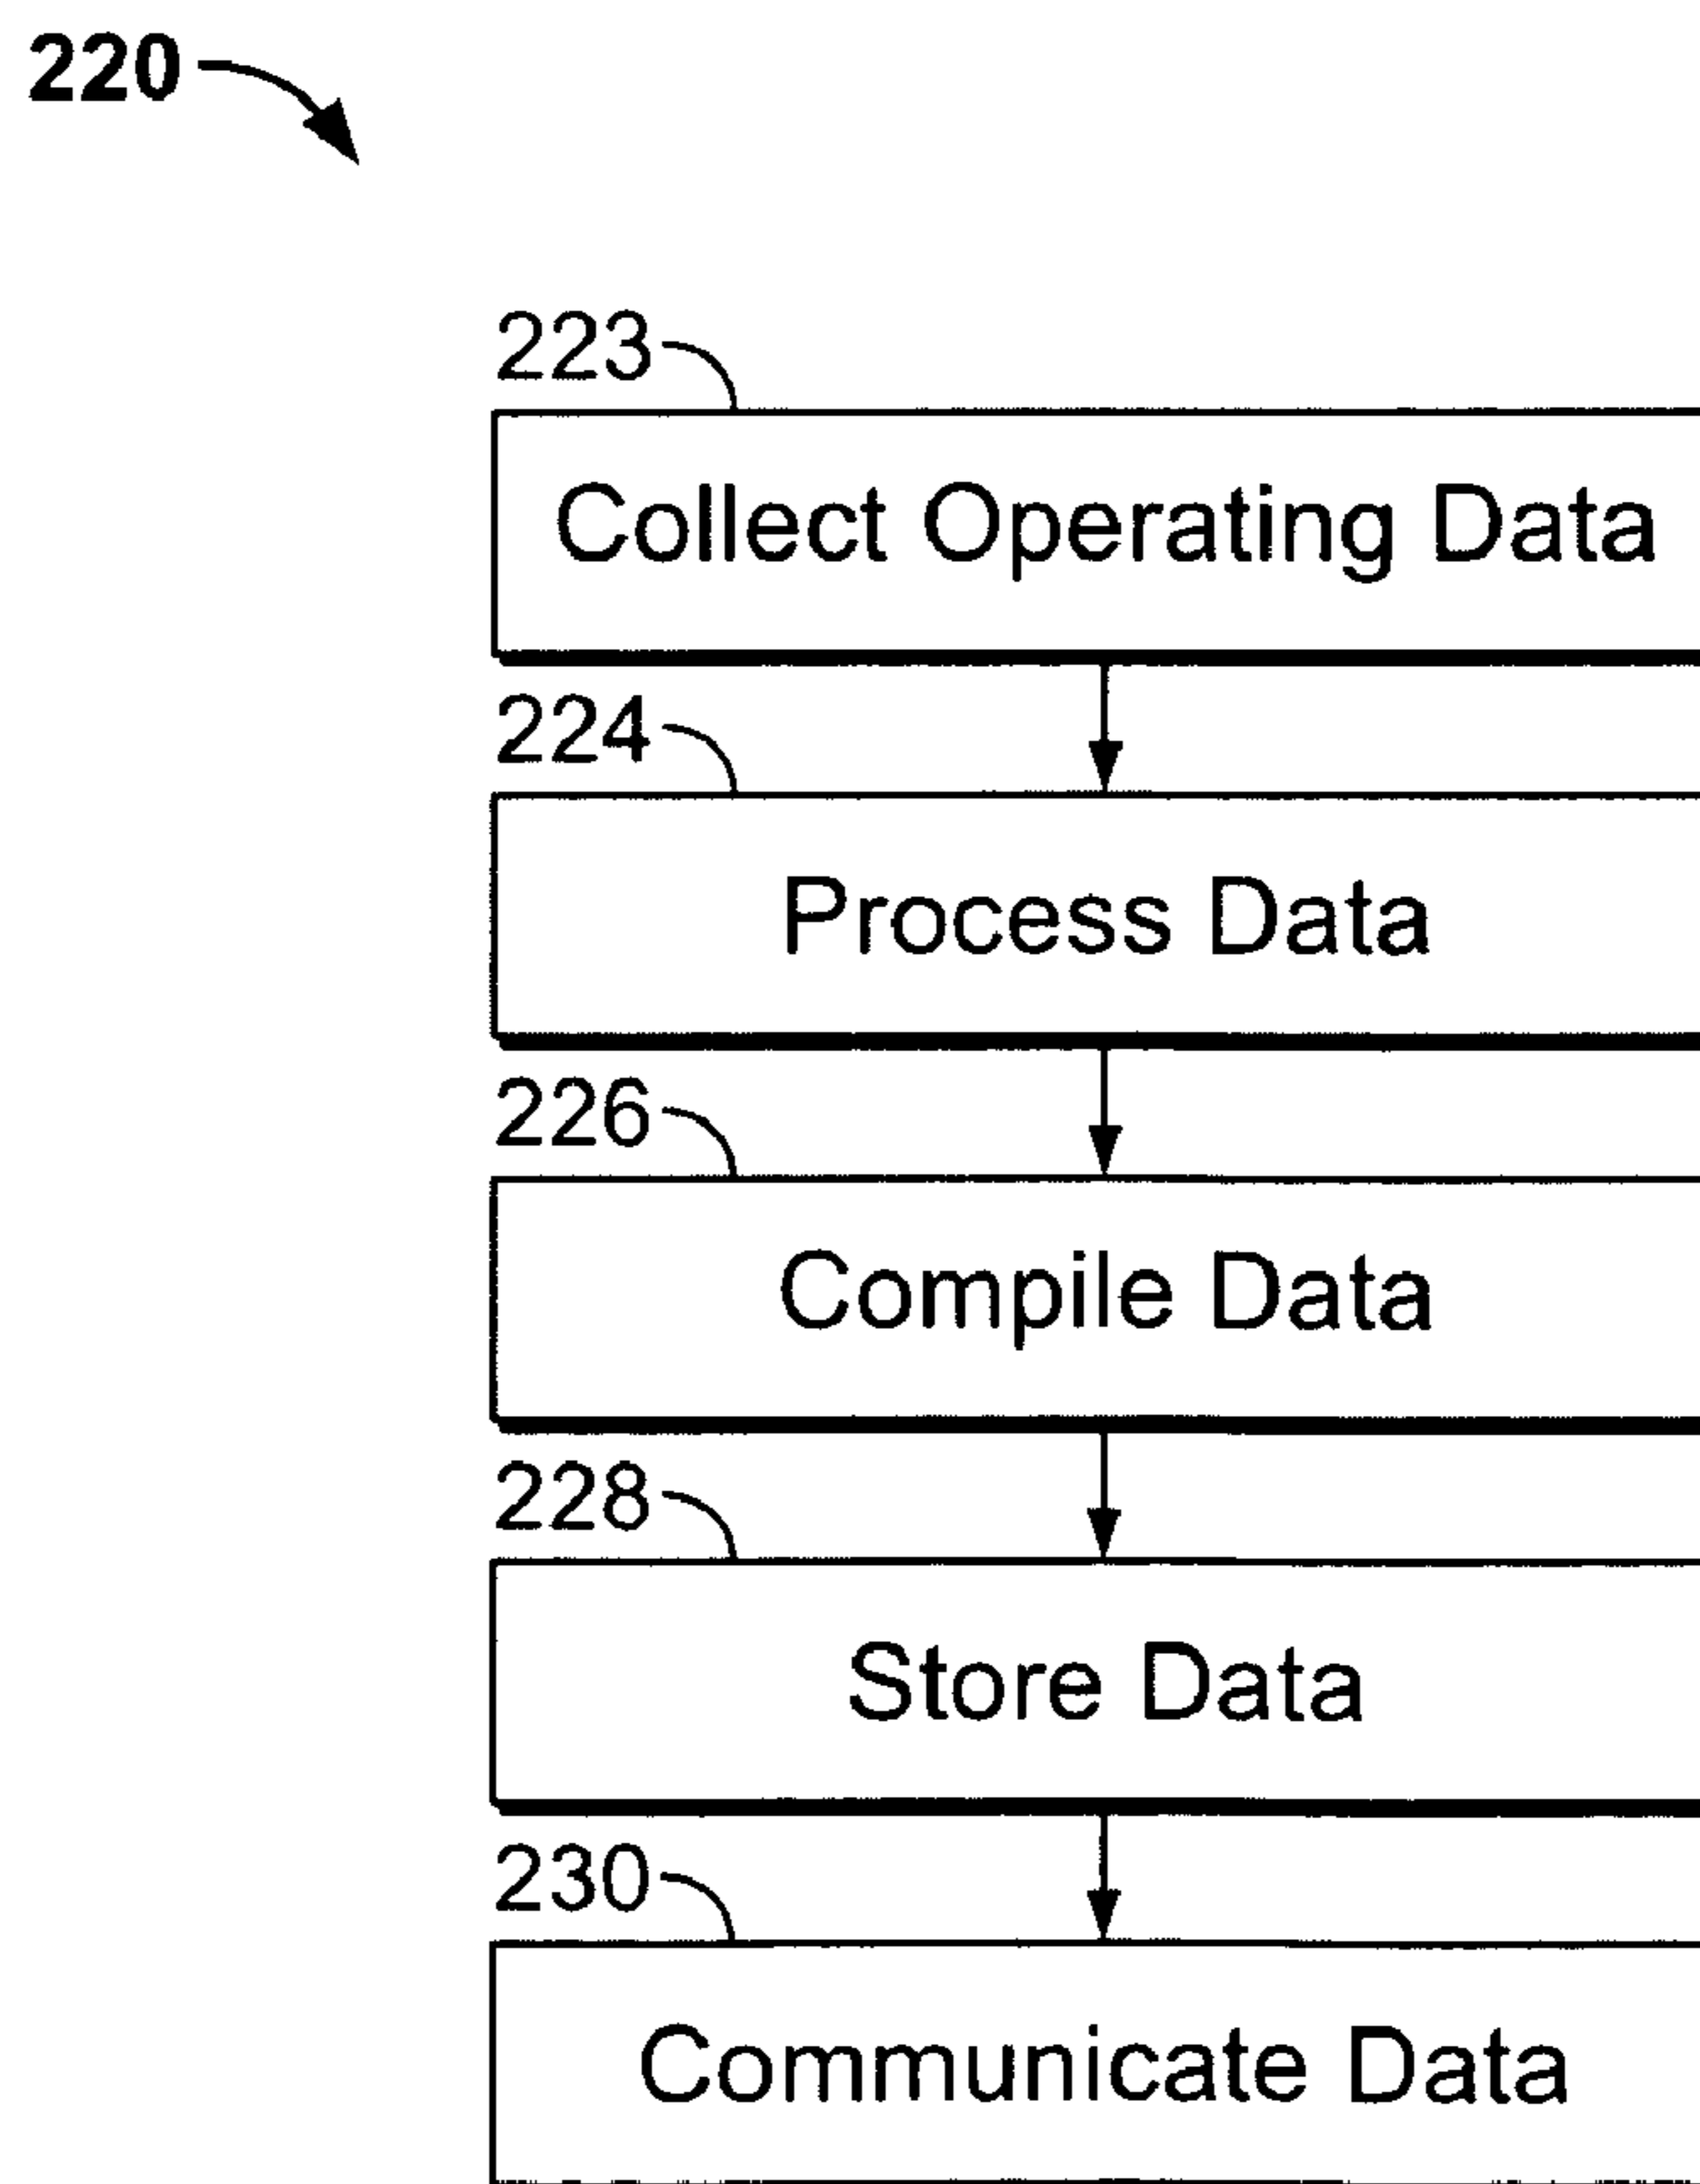 220
223
Collect Operating Data
224
Process Data
226
Compile Data
228
Store Data
230
Communicate Data